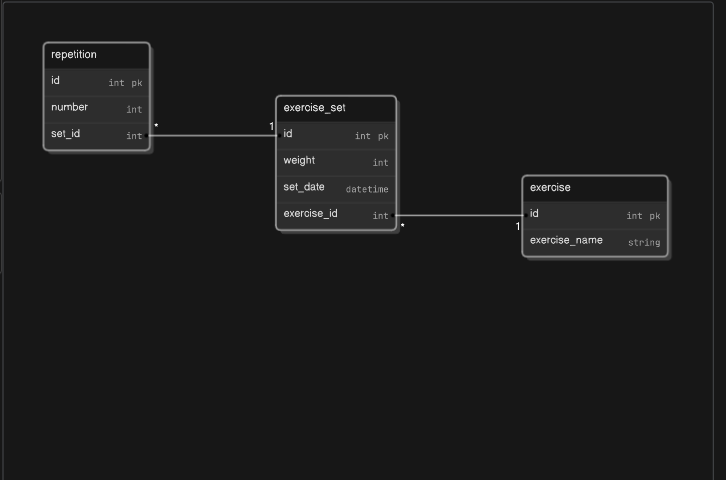 repetition
id int pk
number int
set_id int
*
1
exercise_set
id int pk
weight int
set_date datetime
exercise_id int
*
1
exercise
id int pk
exercise_name string